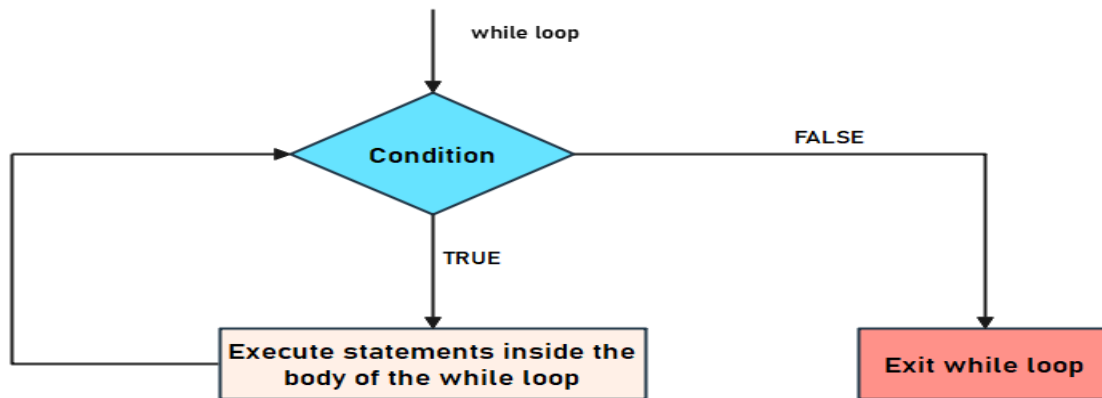 while loop
Condition
FALSE
TRUE
Execute statements inside the
body of the while loop
Exit while loop